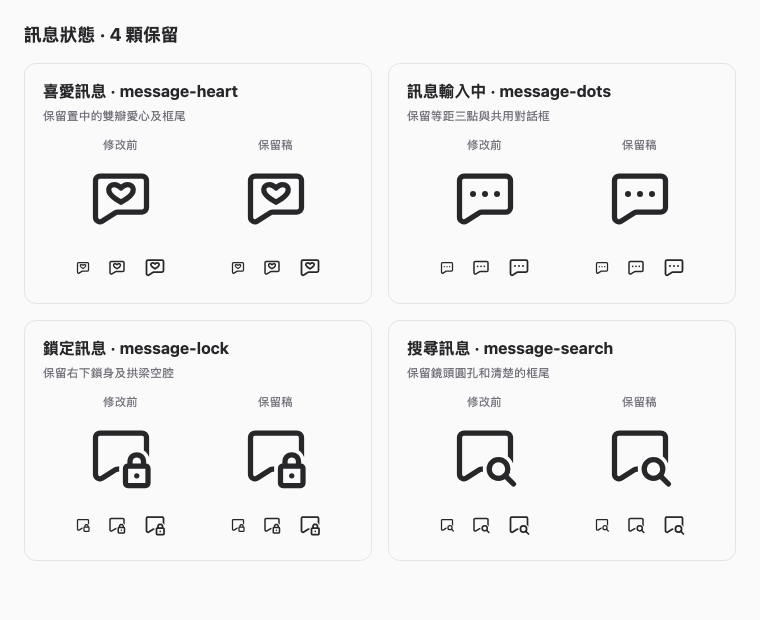 訊息狀態 · 4 顆保留
喜愛訊息 · message-heart
保留置中的雙瓣愛心及框尾
修改前
保留稿
訊息輸入中 · message-dots
保留等距三點與共用對話框
修改前
保留稿
鎖定訊息 · message-lock
保留右下鎖身及拱梁空腔
修改前
保留稿
搜尋訊息 · message-search
保留鏡頭圓孔和清楚的框尾
修改前
保留稿